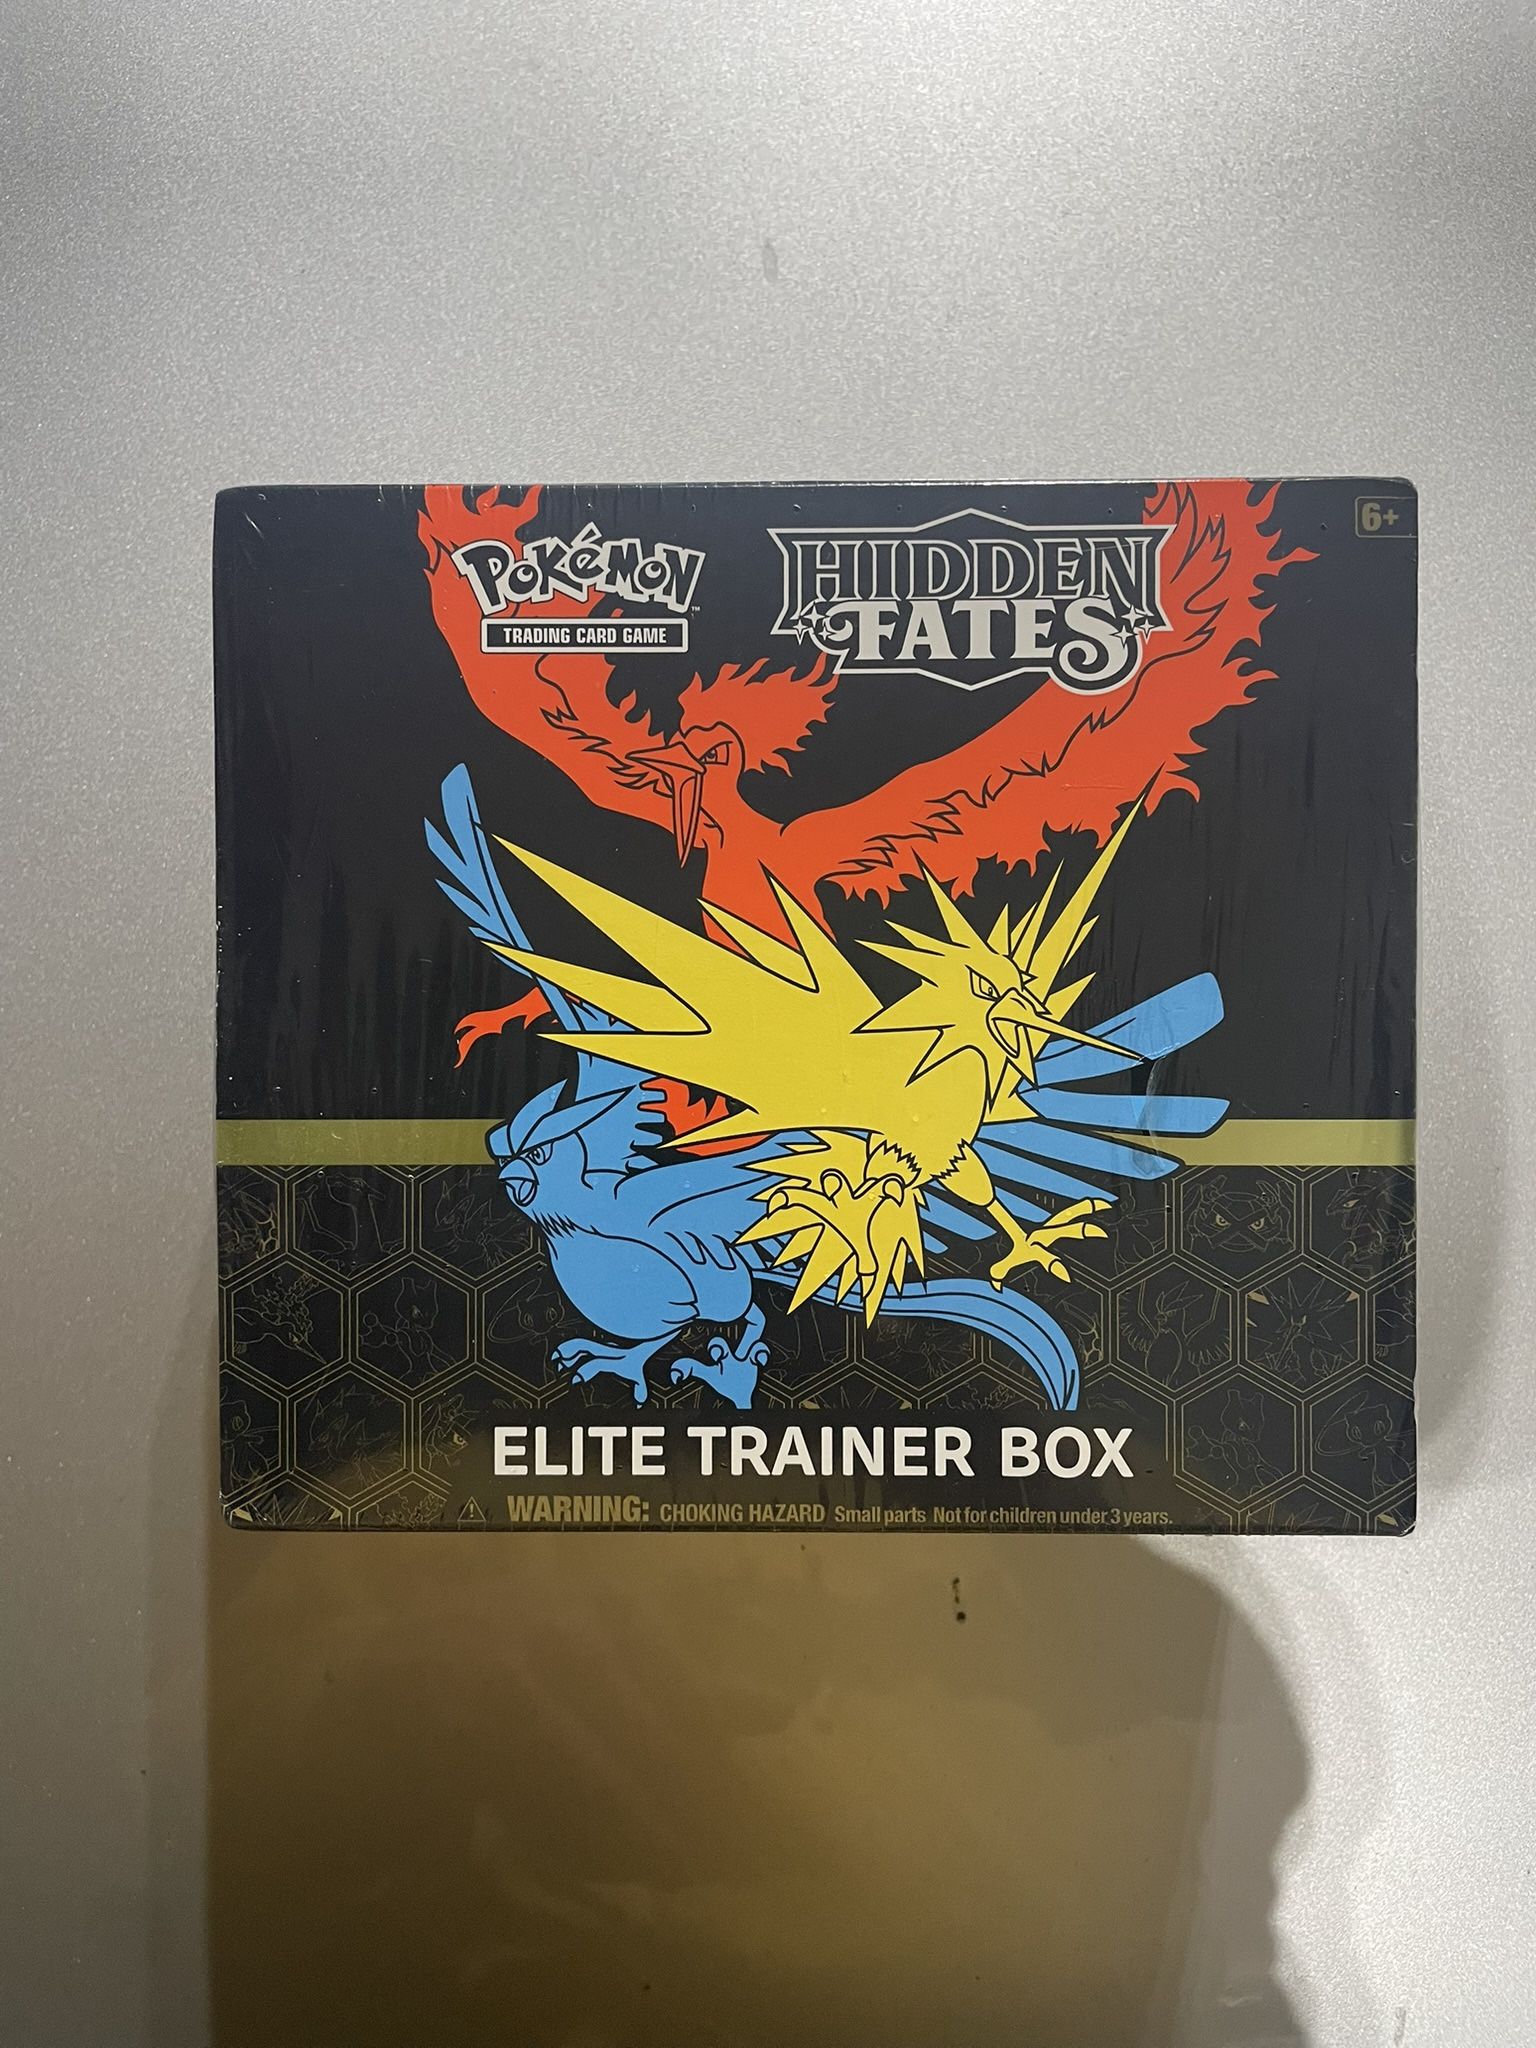 POKéMON™
TRADING CARD GAME
HIDDEN
FATES
6+
ELITE TRAINER BOX
WARNING: CHOKING HAZARD Small parts Not for children under 3 years.